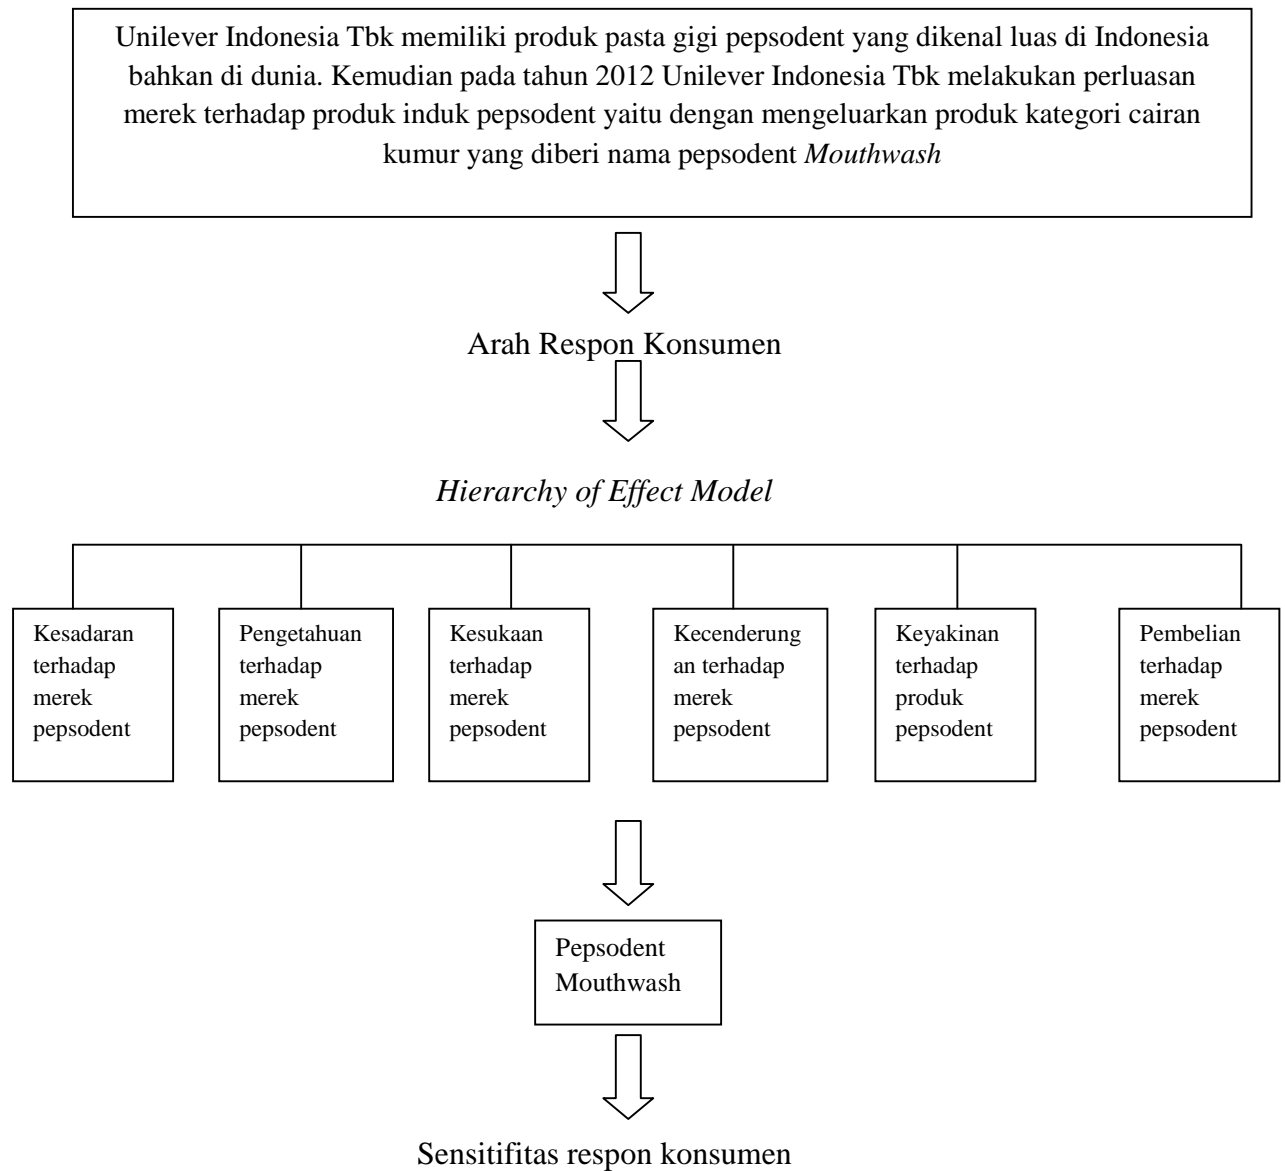 Unilever Indonesia Tbk memiliki produk pasta gigi pepsodent yang dikenal luas di Indonesia
bahkan di dunia. Kemudian pada tahun 2012 Unilever Indonesia Tbk melakukan perluasan
merek terhadap produk induk pepsodent yaitu dengan mengeluarkan produk kategori cairan
kumur yang diberi nama pepsodent Mouthwash
Arah Respon Konsumen
Hierarchy of Effect Model
Kesadaran
terhadap
merek
pepsodent
Pengetahuan
terhadap
merek
pepsodent
Kesukaan
terhadap
merek
pepsodent
Kecenderung
an terhadap
merek
pepsodent
Keyakinan
terhadap
produk
pepsodent
Pembelian
terhadap
merek
pepsodent
Pepsodent
Mouthwash
Sensitifitas respon konsumen